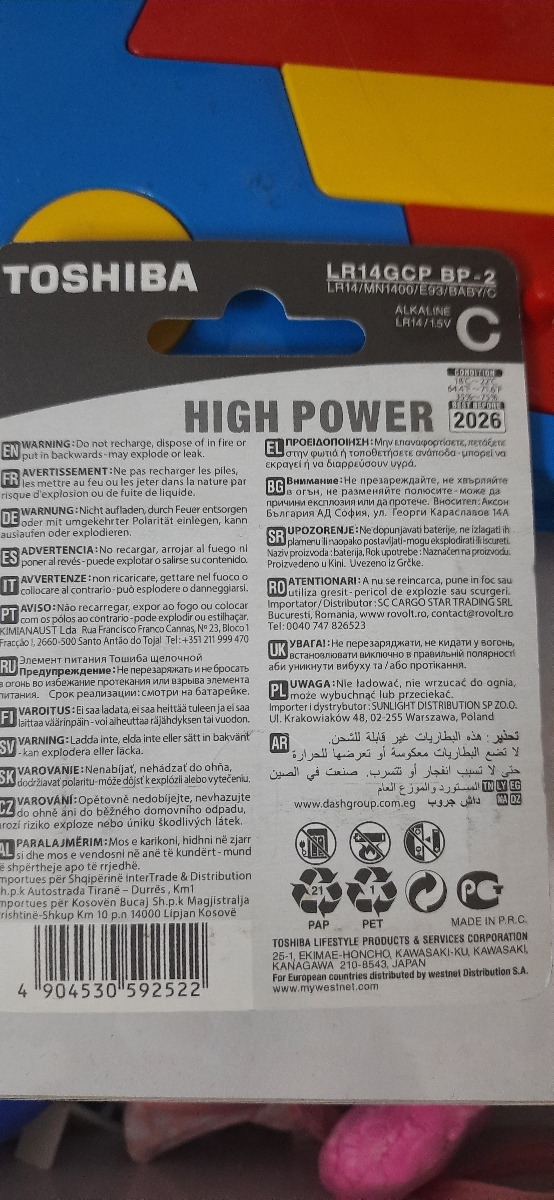 TOSHIBA
LR14GCP BP-2
LR14/MN1400/E93/BABY/C
ALKALINE
LR14/1.5V
C
CONDITION
18°C~22°C
BEST BEFORE
2026
HIGH POWER
EN WARNING: Do not recharge, dispose of in fire or
put in backwards-may explode or leak.
FR AVERTISSEMENT: Ne pas recharger les piles,
les mettre au feu ou les jeter dans la nature par
risque d'explosion ou de fuite de liquide.
DE WARNUNG: Nicht aufladen, durch Feuer entsorgen
oder mit umgekehrter Polarität einlegen, kann
auslaufen oder explodieren.
ES ADVERTENCIA: No recargar, arrojar al fuego ni
poner al revés-puede explotar o salirse su contenido.
IT AVVERTENZE: non ricaricare, gettare nel fuoco o
collocare al contrario-può esplodere o danneggiarsi.
PT AVISO: Não recarregar, expor ao fogo ou colocar
com os pólos ao contrario-pode explodir ou estilhaçar.
KIMIANAUST Lda Rua Francisco Franco Cannas, Nº 23, Bloco 1
Fracção I, 2660-500 Santo Antão do Tojal Tel:+351 211 999 470
RU Элемент питания Тошиба щелочной
Предупреждение: Не перезаряжать и не бросать
в огонь во избежание протекания или взрыва элемента
питания. Срок реализации: смотри на батарейке.
FI VAROITUS: Ei saa ladata, ei saa heittää tuleen ja ei saa
laittaa väärinpäin-voi aiheuttaa räjähdyksen tai vuodon.
SV VARNING: Ladda inte, elda inte eller sätt in bakvänt
-kan explodera eller läcka.
SK VAROVANIE: Nenabíjať, nehádzať do ohňa,
dodržiavať polaritu-môže dôjsť k explózii alebo vytečeniu.
CZ VAROVÁNÍ: Opětovně nedobíjejte, nevhazujte
do ohně ani do běžného domovního odpadu,
hrozí riziko exploze nebo úniku škodlivých látek.
AL PARALAJMËRIM: Mos e karikoni, hidhni në zjarr
si dhe mos e vendosni në anë të kundërt-mund
ë shpërtheje apo të rrjedhë.
mportues për Shqipërinë InterTrade & Distribution
h.p.k Autostrada Tiranë – Durrës, Km1
mportues për Kosovën Bucaj Sh.p.k Magjistralja
rishtinë-Shkup Km 10 p.n 14000 Lipjan Kosovë
4 904530 592522
EL ΠΡΟΕΙΔΟΠΟΙΗΣΗ: Μην επαναφορτίσετε, πετάξετε
στην φωτιά ή τοποθετήσετε ανάποδα-μπορεί να
εκραγεί ή να διαρρεύσουν υγρά.
BG Внимание: Не презареждайте, не хвърляйте
в огън, не разменяйте полюсите-може да
причини експлозия или да протече. Вносител: Аксон
България АД София, ул. Георги Караславов 14А
SR UPOZORENJE: Ne dopunjavati baterije, ne izlagati ih
plamenu ili naopako postavljati-mogu eksplodirati ili iscureti.
Naziv proizvoda: baterija, Rok upotrebe: Naznačen na proizvodu.
Proizvedeno u Kini. Uvezeno iz Grčke.
RO ATENTIONARI: A nu se reincarca, pune in foc sau
utiliza gresit-pericol de explozie sau scurgeri.
Importator/Distribuitor: SC CARGO STAR TRADING SRL
Bucuresti, Romania, www.rovolt.ro, contact@rovolt.ro
Tel: 0040 747 826523
UK УВАГА!: Не перезаряджати, не кидати у вогонь,
встановлювати виключно в правильній полярності
аби уникнути вибуху та/або протікання.
PL UWAGA: Nie ładować, nie wrzucać do ognia,
może wybuchnąć lub przeciekać.
Importer i dystrybutor: SUNLIGHT DISTRIBUTION SP ZO.O.
Ul. Krakowiaków 48, 02-255 Warszawa, Poland
AR تحذير: هذه البطاريات غير قابلة للشحن.
لا تضع البطاريات معكوسة أو تعرضها للحرارة
حتى لا تسبب انفجار أو تتسرب. صنعت في الصين
المستورد والموزع العام TN LY EG
www.dashgroup.com.eg داش جروب MA DZ
21
PAP
1
PET
MADE IN P.R.C.
TOSHIBA LIFESTYLE PRODUCTS & SERVICES CORPORATION
25-1, EKIMAE-HONCHO, KAWASAKI-KU, KAWASAKI,
KANAGAWA 210-8543, JAPAN
For European countries distributed by westnet Distribution S.A.
www.mywestnet.com